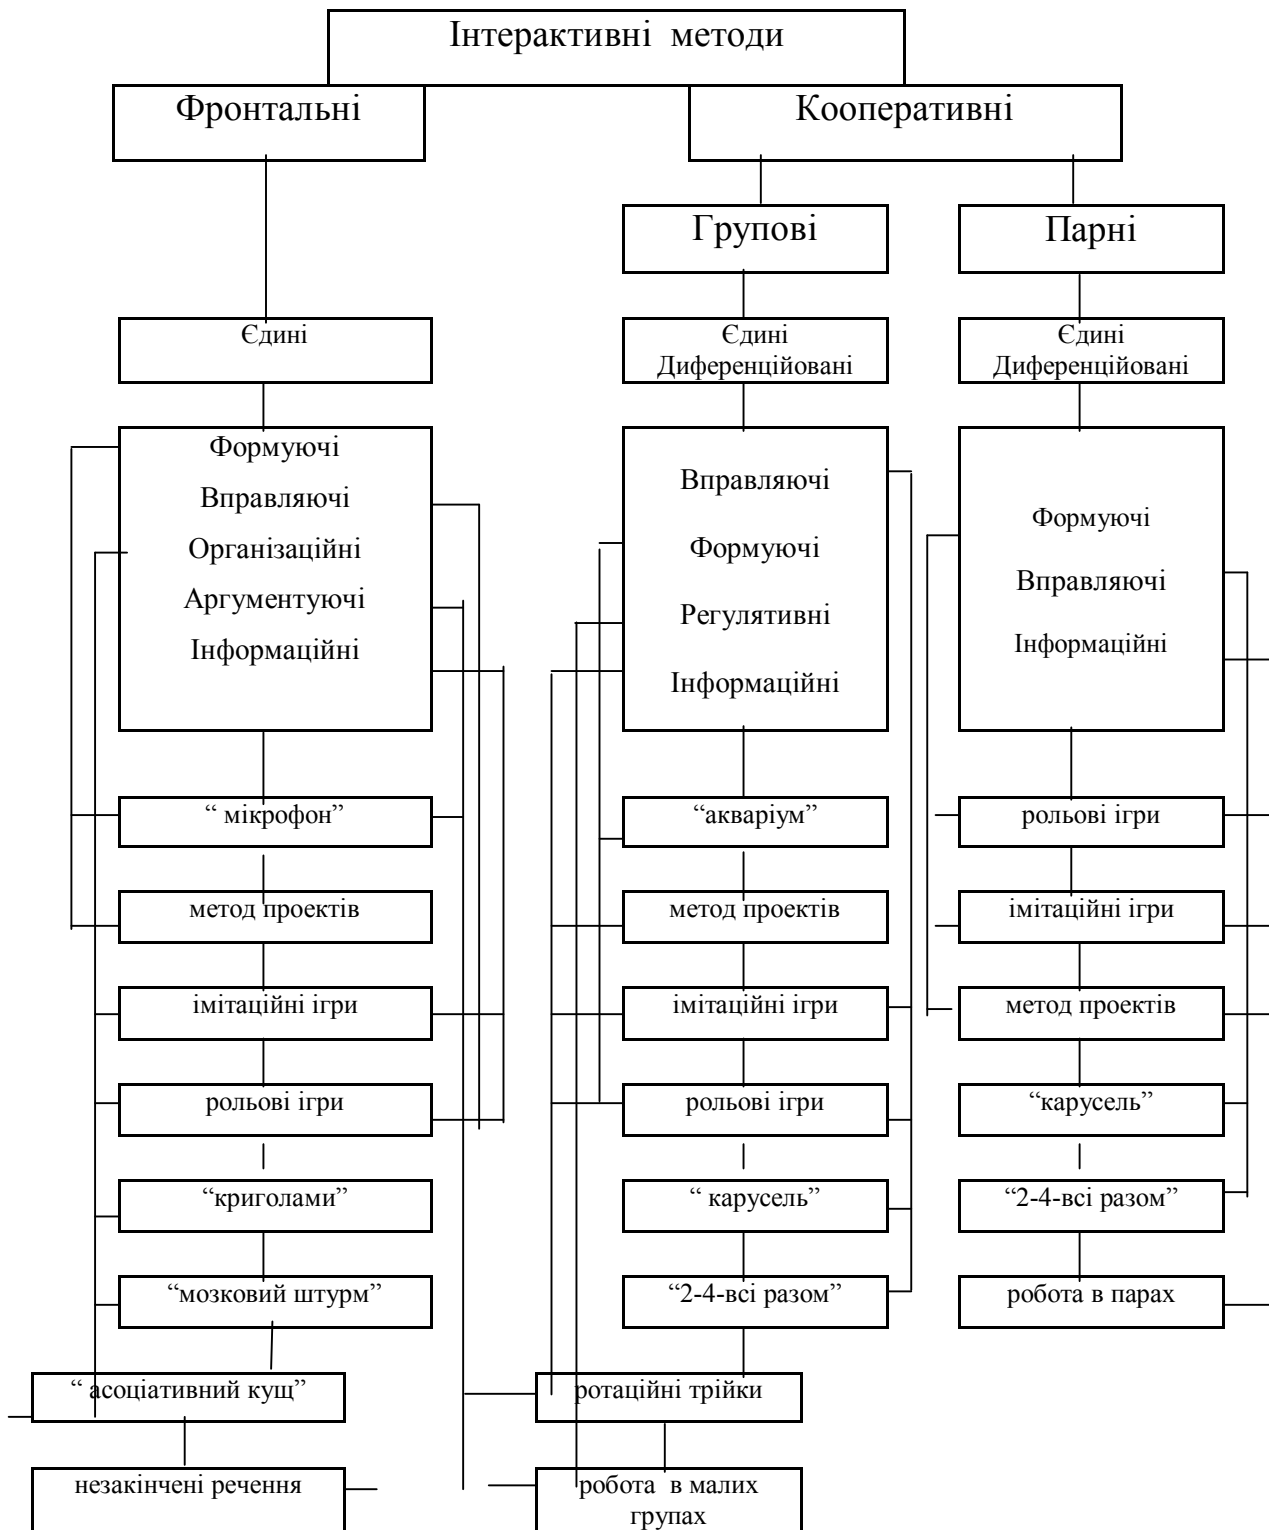 Інтерактивні методи
Фронтальні
Кооперативні
Групові
Парні
Єдині
Єдині
Диференційовані
Єдині
Диференційовані
Формуючі
Вправляючі
Організаційні
Аргументуючі
Інформаційні
Вправляючі
Формуючі
Регулятивні
Інформаційні
Формуючі
Вправляючі
Інформаційні
“ мікрофон”
“акваріум”
рольові ігри
метод проектів
метод проектів
імітаційні ігри
імітаційні ігри
імітаційні ігри
метод проектів
рольові ігри
рольові ігри
“карусель”
“криголами”
“ карусель”
“2-4-всі разом”
“мозковий штурм”
“2-4-всі разом”
робота в парах
“ асоціативний кущ”
ротаційні трійки
незакінчені речення
робота в малих
групах